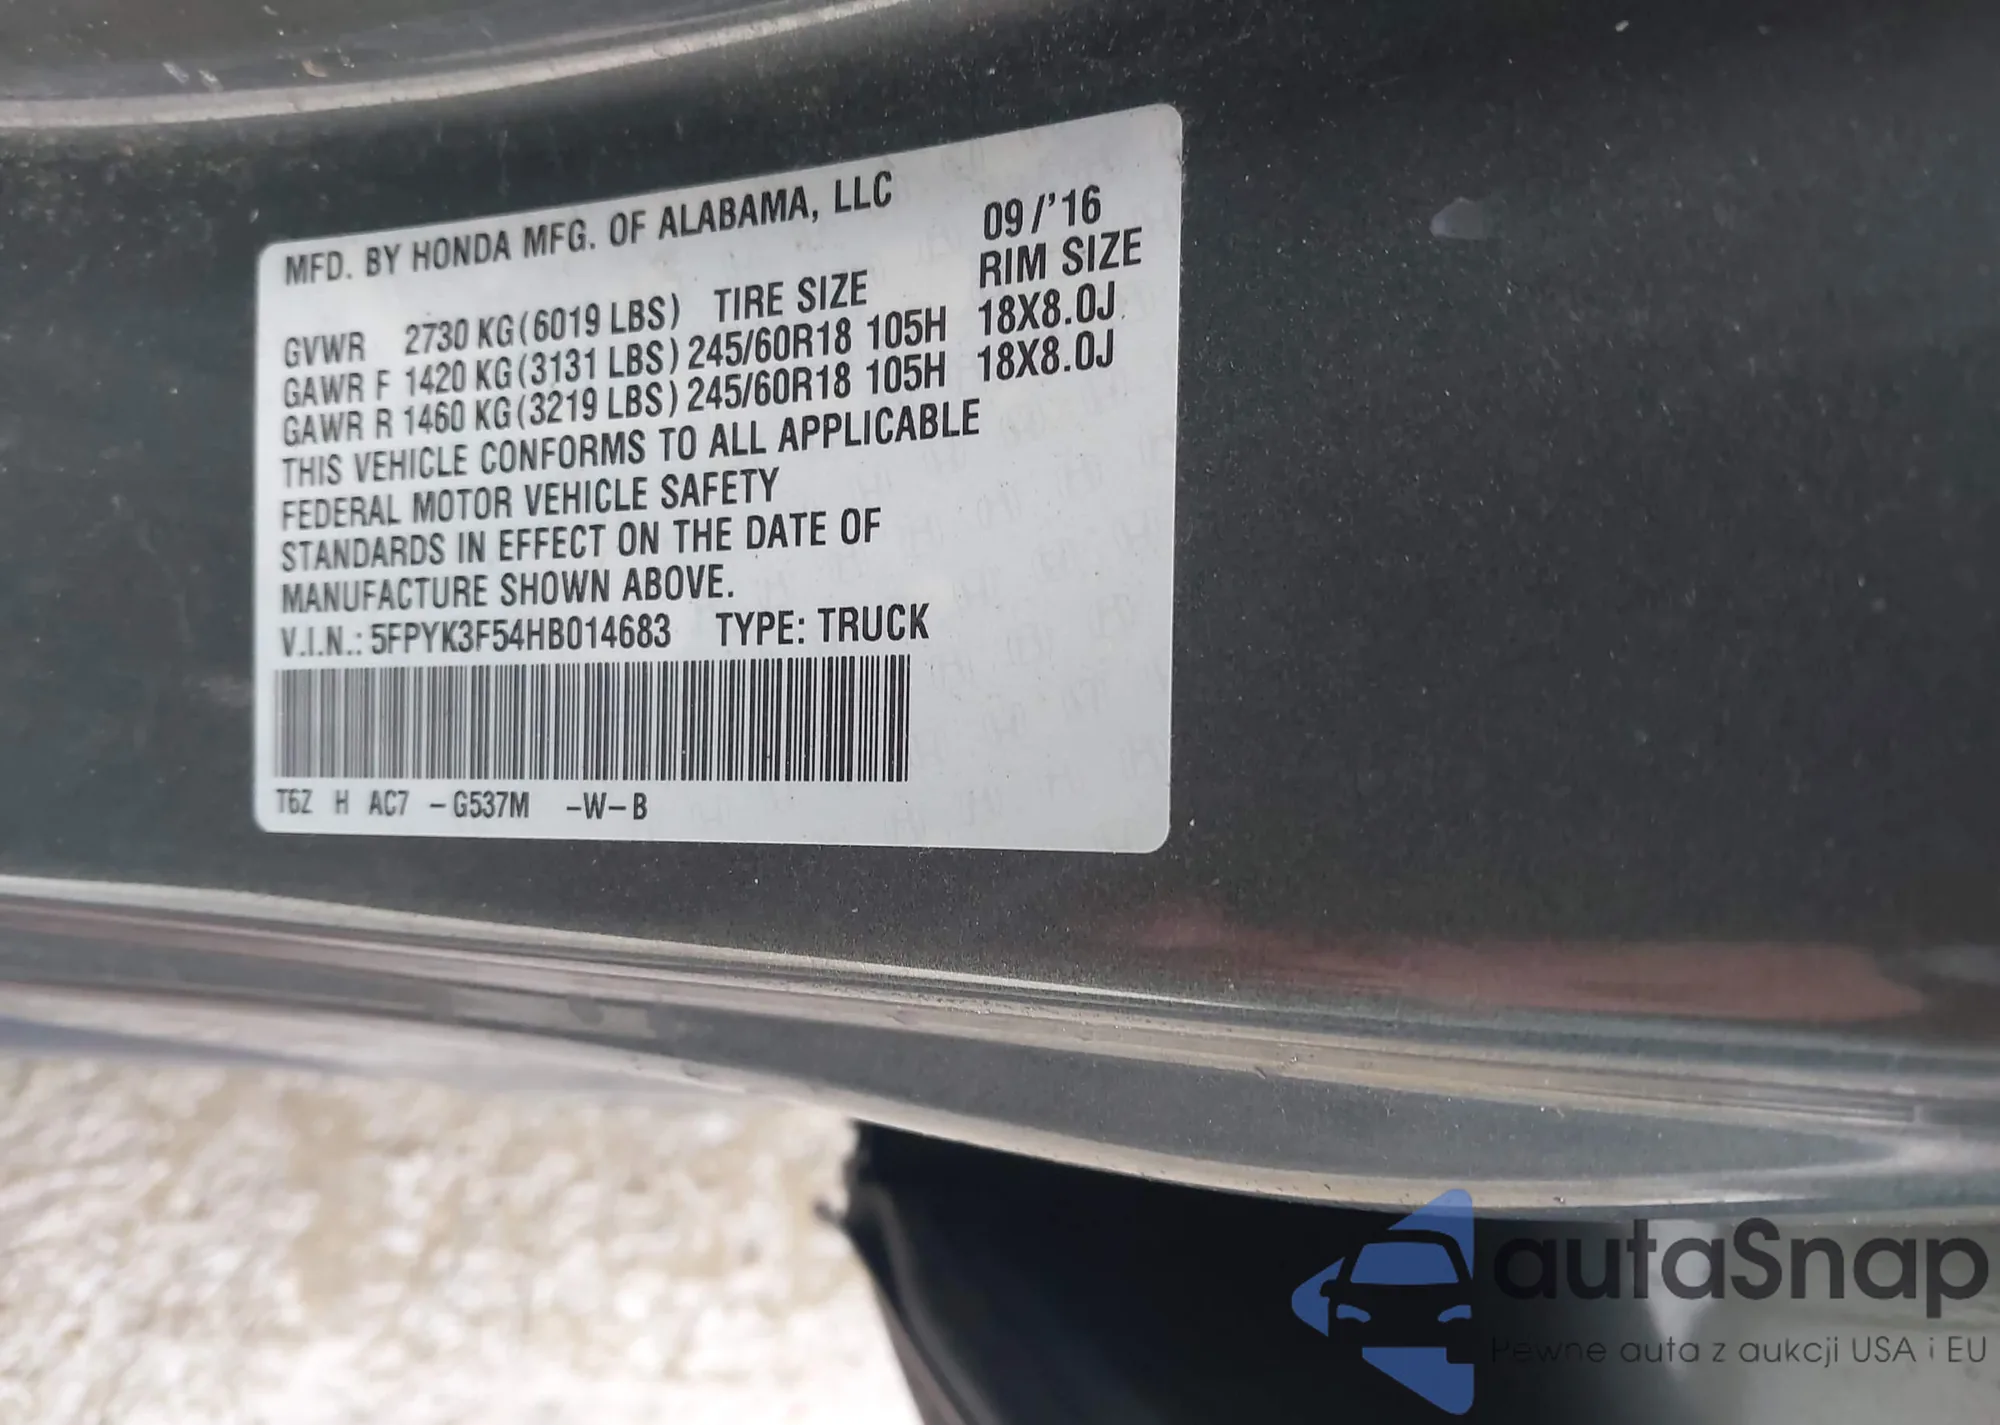 MFD. BY HONDA MFG. OF ALABAMA, LLC 09/'16
GVWR 2730 KG(6019 LBS) TIRE SIZE RIM SIZE
GAWR F 1420 KG(3131 LBS) 245/60R18 105H 18X8.0J
GAWR R 1460 KG(3219 LBS) 245/60R18 105H 18X8.0J
THIS VEHICLE CONFORMS TO ALL APPLICABLE
FEDERAL MOTOR VEHICLE SAFETY
STANDARDS IN EFFECT ON THE DATE OF
MANUFACTURE SHOWN ABOVE.
V.I.N.: 5FPYK3F54HB014683 TYPE: TRUCK
T6Z H AC7 -G537M -W-B
autaSnap
Pewne auta z aukcji USA i EU